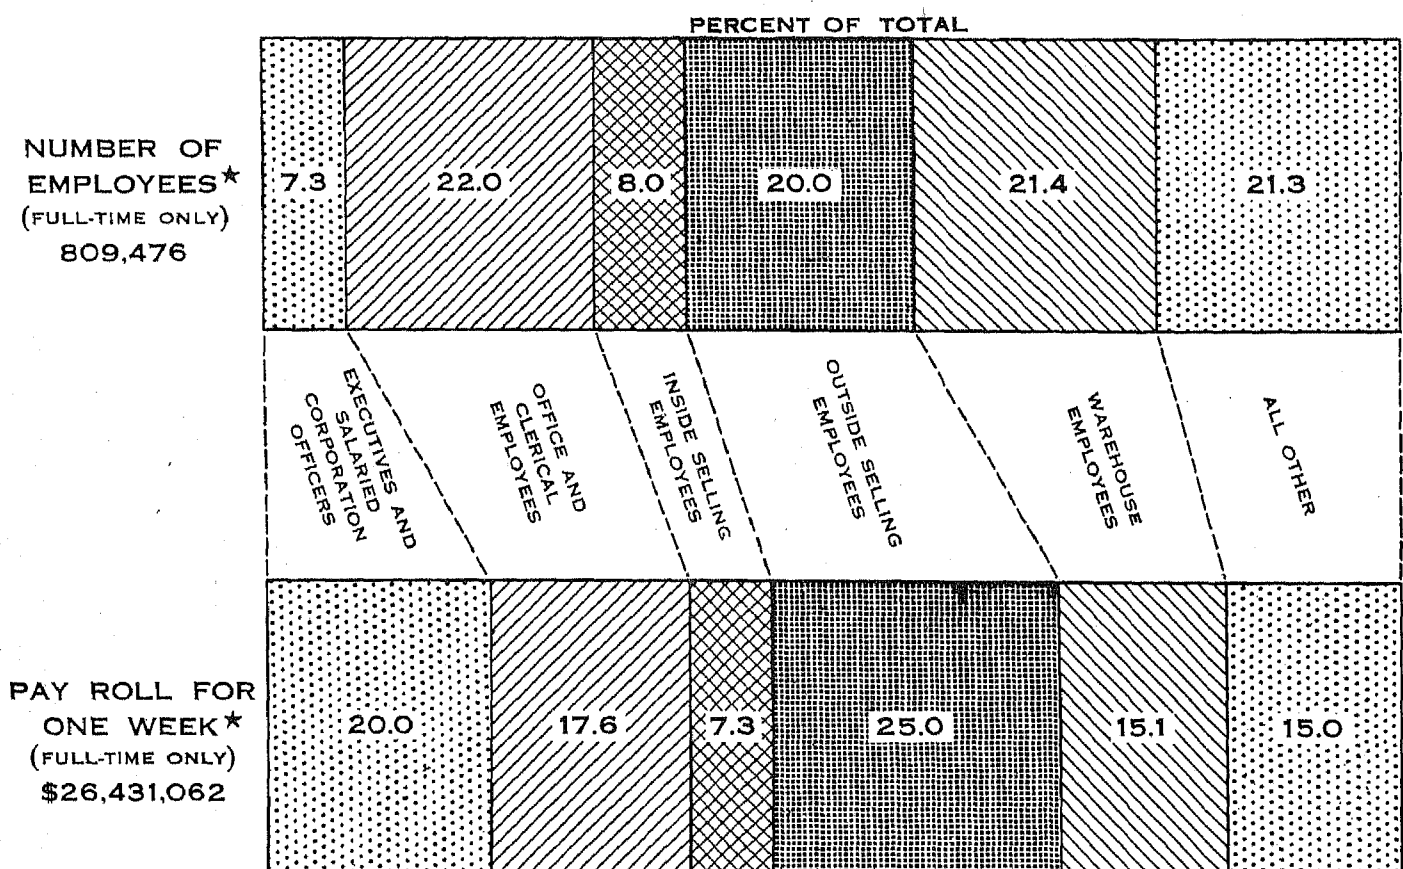 PERCENT OF TOTAL
NUMBER OF
EMPLOYEES★
(FULL-TIME ONLY)
809,476
7.3
22.0
8.0
20.0
21.4
21.3
EXECUTIVES AND
SALARIED
CORPORATION
OFFICERS
OFFICE AND
CLERICAL
EMPLOYEES
INSIDE SELLING
EMPLOYEES
OUTSIDE SELLING
EMPLOYEES
WAREHOUSE
EMPLOYEES
ALL OTHER
PAY ROLL FOR
ONE WEEK★
(FULL-TIME ONLY)
$26,431,062
20.0
17.6
7.3
25.0
15.1
15.0